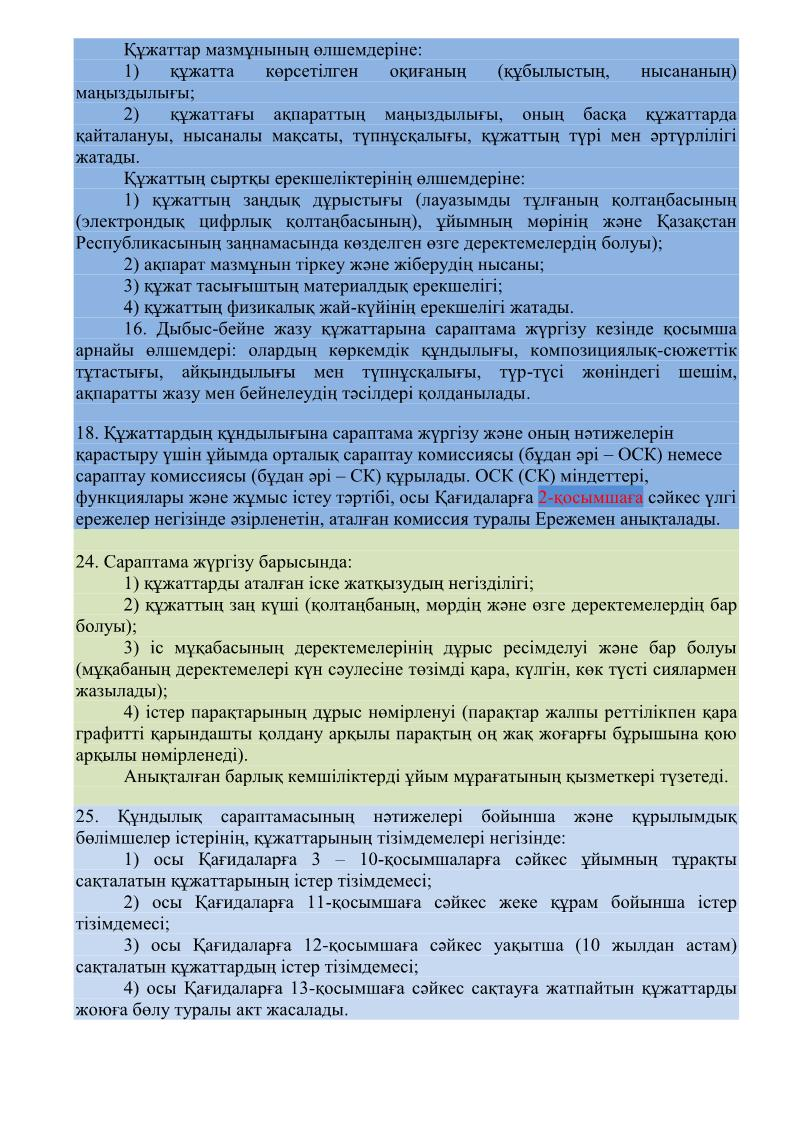 Құжаттар мазмұнының өлшемдеріне:
1) құжатта көрсетілген оқиғаның (құбылыстың, нысананың)
маңыздылығы;
2) құжаттағы ақпараттың маңыздылығы, оның басқа құжаттарда
қайталануы, нысаналы мақсаты, түпнұсқалығы, құжаттың түрі мен әртүрлілігі
жатады.
Құжаттың сыртқы ерекшеліктерінің өлшемдеріне:
1) құжаттың заңдық дұрыстығы (лауазымды тұлғаның қолтаңбасының
(электрондық цифрлық қолтаңбасының), ұйымның мөрінің және Қазақстан
Республикасының заңнамасында көзделген өзге деректемелердің болуы);
2) ақпарат мазмұнын тіркеу және жіберудің нысаны;
3) құжат тасығыштың материалдық ерекшелігі;
4) құжаттың физикалық жай-күйінің ерекшелігі жатады.
16. Дыбыс-бейне жазу құжаттарына сараптама жүргізу кезінде қосымша
арнайы өлшемдері: олардың көркемдік құндылығы, композициялық-сюжеттік
тұтастығы, айқындылығы мен түпнұсқалығы, түр-түсі жөніндегі шешім,
ақпаратты жазу мен бейнелеудің тәсілдері қолданылады.
18. Құжаттардың құндылығына сараптама жүргізу және оның нәтижелерін
қарастыру үшін ұйымда орталық сараптау комиссиясы (бұдан әрі – ОСК) немесе
сараптау комиссиясы (бұдан әрі – СК) құрылады. ОСК (СК) міндеттері,
функциялары және жұмыс істеу тәртібі, осы Қағидаларға 2-қосымшаға сәйкес үлгі
ережелер негізінде әзірленетін, аталған комиссия туралы Ережемен анықталады.
24. Сараптама жүргізу барысында:
1) құжаттарды аталған іске жатқызудың негізділігі;
2) құжаттың заң күші (қолтаңбаның, мөрдің және өзге деректемелердің бар
болуы);
3) іс мұқабасының деректемелерінің дұрыс ресімделуі және бар болуы
(мұқабаның деректемелері күн сәулесіне төзімді қара, күлгін, көк түсті сиялармен
жазылады);
4) істер парақтарының дұрыс нөмірленуі (парақтар жалпы реттілікпен қара
графитті қарындашты қолдану арқылы парақтың оң жақ жоғарғы бұрышына қою
арқылы нөмірленеді).
Анықталған барлық кемшіліктерді ұйым мұрағатының қызметкері түзетеді.
25. Құндылық сараптамасының нәтижелері бойынша және құрылымдық
бөлімшелер істерінің, құжаттарының тізімдемелері негізінде:
1) осы Қағидаларға 3 – 10-қосымшаларға сәйкес ұйымның тұрақты
сақталатын құжаттарының істер тізімдемесі;
2) осы Қағидаларға 11-қосымшаға сәйкес жеке құрам бойынша істер
тізімдемесі;
3) осы Қағидаларға 12-қосымшаға сәйкес уақытша (10 жылдан астам)
сақталатын құжаттардың істер тізімдемесі;
4) осы Қағидаларға 13-қосымшаға сәйкес сақтауға жатпайтын құжаттарды
жоюға бөлу туралы акт жасалады.